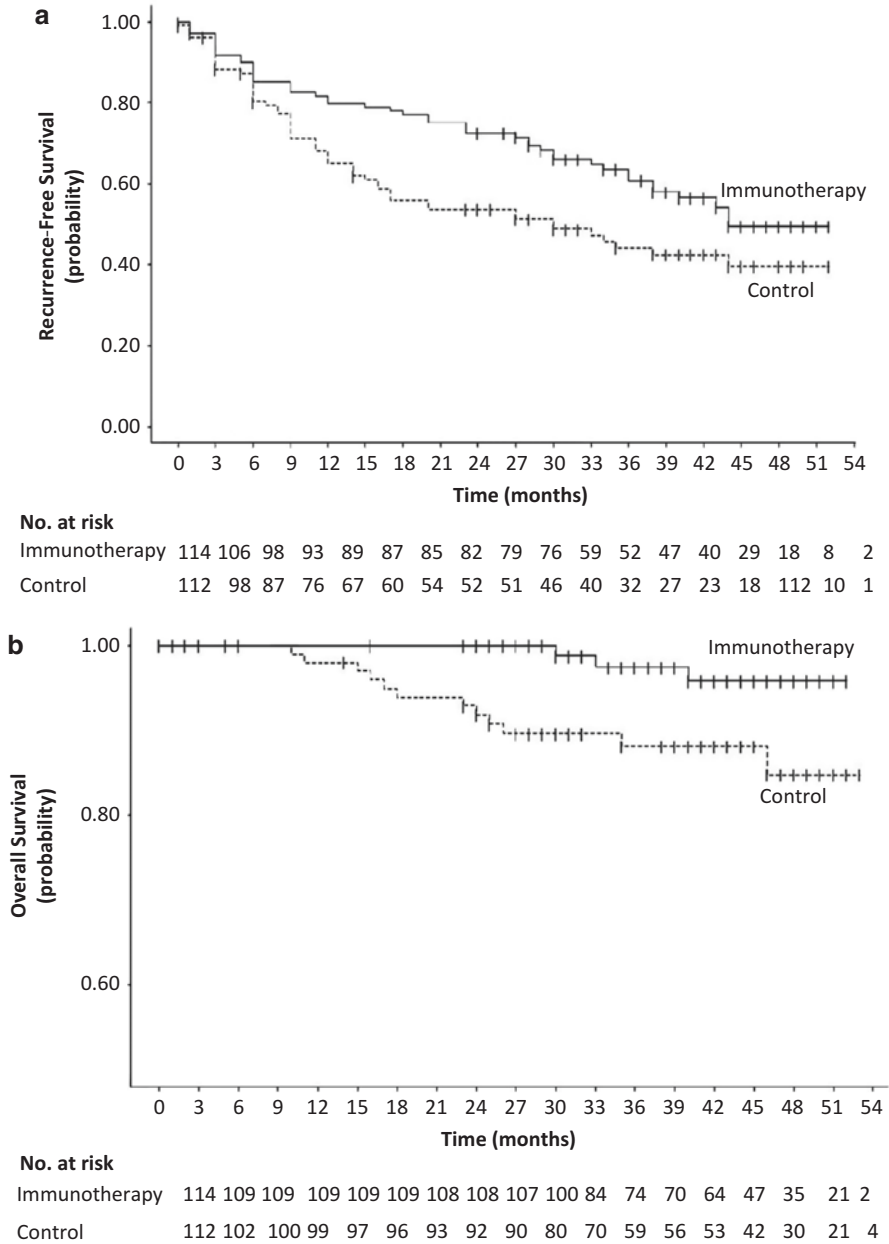 a
Recurrence-Free Survival
(probability)
1.00
0.80
0.60
0.40
0.20
0.00
Immunotherapy
Control
0 3 6 9 12 15 18 21 24 27 30 33 36 39 42 45 48 51 54
Time (months)
No. at risk
Immunotherapy 114 106 98 93 89 87 85 82 79 76 59 52 47 40 29 18 8 2
Control 112 98 87 76 67 60 54 52 51 46 40 32 27 23 18 112 10 1
b
Overall Survival
(probability)
1.00
0.80
0.60
Immunotherapy
Control
0 3 6 9 12 15 18 21 24 27 30 33 36 39 42 45 48 51 54
Time (months)
No. at risk
Immunotherapy 114 109 109 109 109 109 108 108 107 100 84 74 70 64 47 35 21 2
Control 112 102 100 99 97 96 93 92 90 80 70 59 56 53 42 30 21 4